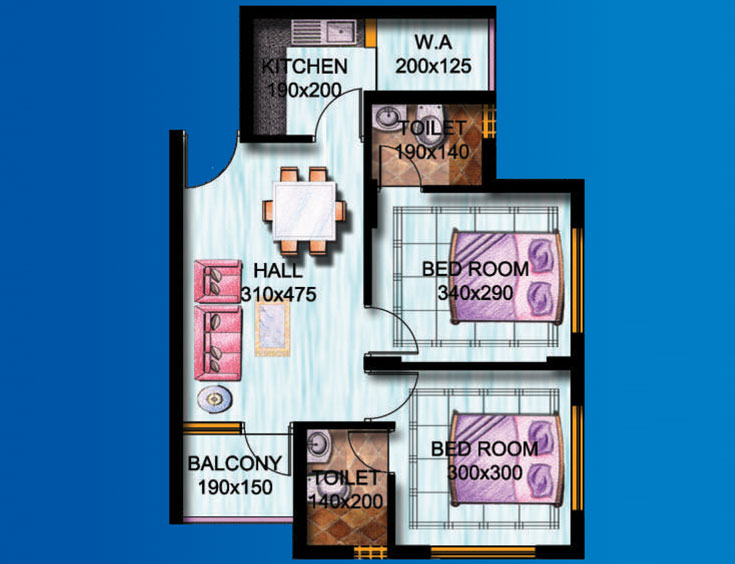 W.A
200x125
KITCHEN
190x200
TOILET
190x140
HALL
310x475
BED ROOM
340x290
BED ROOM
300x300
BALCONY
190x150
TOILET
140x200